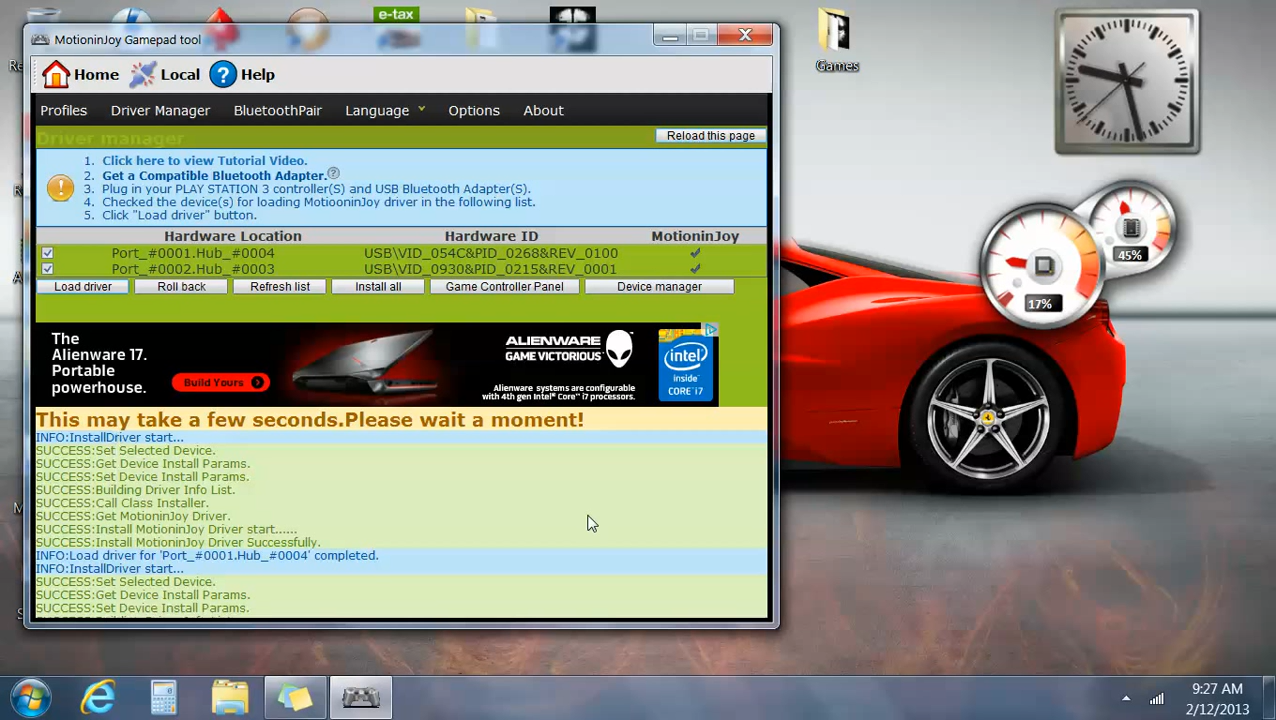 MotioninJoy Gamepad tool
Home Local Help
Profiles Driver Manager BluetoothPair Language Options About
Driver manager Reload this page
1. Click here to view Tutorial Video.
2. Get a Compatible Bluetooth Adapter.
3. Plug in your PLAY STATION 3 controller(S) and USB Bluetooth Adapter(S).
4. Checked the device(s) for loading MotiooninJoy driver in the following list.
5. Click "Load driver" button.
Hardware Location Hardware ID MotioninJoy
Port_#0001.Hub_#0004 USB\VID_054C&PID_0268&REV_0100
Port_#0002.Hub_#0003 USB\VID_0930&PID_0215&REV_0001
Load driver Roll back Refresh list Install all Game Controller Panel Device manager
The
Alienware 17.
Portable
powerhouse.
Build Yours
ALIENWARE
GAME VICTORIOUS
Alienware systems are configurable
with 4th gen Intel® Core™ i7 processors.
intel
inside
CORE i7
This may take a few seconds.Please wait a moment!
INFO:InstallDriver start...
SUCCESS:Set Selected Device.
SUCCESS:Get Device Install Params.
SUCCESS:Set Device Install Params.
SUCCESS:Building Driver Info List.
SUCCESS:Call Class Installer.
SUCCESS:Get MotioninJoy Driver.
SUCCESS:Install MotioninJoy Driver start......
SUCCESS:Install MotioninJoy Driver Successfully.
INFO:Load driver for 'Port_#0001.Hub_#0004' completed.
INFO:InstallDriver start...
SUCCESS:Set Selected Device.
SUCCESS:Get Device Install Params.
SUCCESS:Set Device Install Params.
e-tax
Games
45%
17%
9:27 AM
2/12/2013